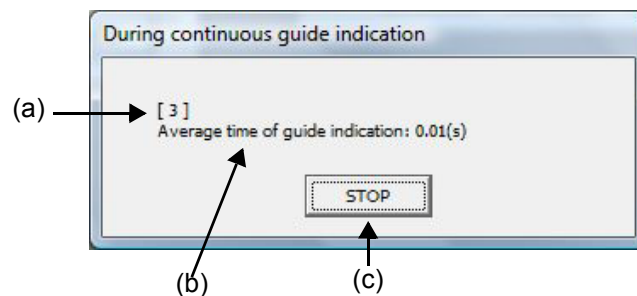 During continuous guide indication
(a)
[ 3 ]
Average time of guide indication: 0.01(s)
STOP
(b)
(c)